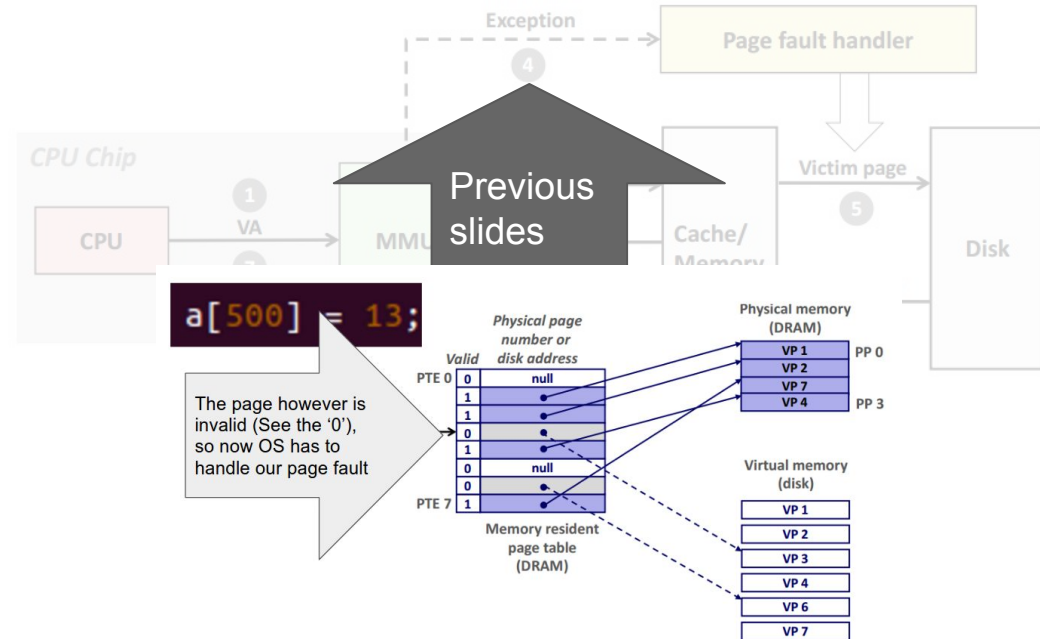 Exception
Page fault handler
4
CPU Chip
Previous
slides
1
VA
CPU
MMU
Cache/
Memory
Victim page
5
Disk
a[500] = 13;
The page however is
invalid (See the ‘0’),
so now OS has to
handle our page fault
Physical page
number or
disk address
Valid
PTE 0
0
null
1
1
0
1
0
null
0
PTE 7
1
Memory resident
page table
(DRAM)
Physical memory
(DRAM)
VP 1
PP 0
VP 2
VP 7
VP 4
PP 3
Virtual memory
(disk)
VP 1
VP 2
VP 3
VP 4
VP 6
VP 7